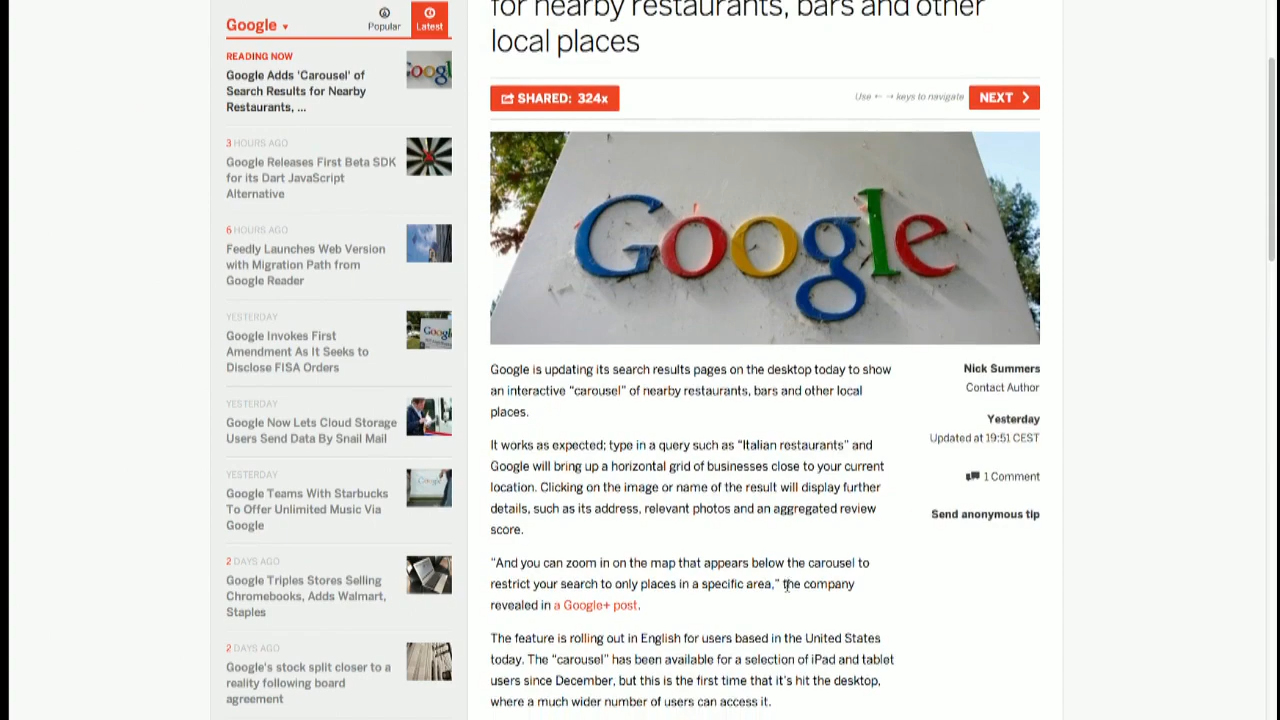 for nearby restaurants, bars and other
local places
Google
Popular
Latest
READING NOW
Google Adds 'Carousel' of
Search Results for Nearby
Restaurants, ...
3 HOURS AGO
Google Releases First Beta SDK
for its Dart JavaScript
Alternative
6 HOURS AGO
Feedly Launches Web Version
with Migration Path from
Google Reader
YESTERDAY
Google Invokes First
Amendment As It Seeks to
Disclose FISA Orders
YESTERDAY
Google Now Lets Cloud Storage
Users Send Data By Snail Mail
YESTERDAY
Google Teams With Starbucks
To Offer Unlimited Music Via
Google
2 DAYS AGO
Google Triples Stores Selling
Chromebooks, Adds Walmart,
Staples
2 DAYS AGO
Google's stock split closer to a
reality following board
agreement
SHARED: 324x
Use ← → keys to navigate
NEXT
Google
Google is updating its search results pages on the desktop today to show
an interactive "carousel" of nearby restaurants, bars and other local
places.
It works as expected; type in a query such as "Italian restaurants" and
Google will bring up a horizontal grid of businesses close to your current
location. Clicking on the image or name of the result will display further
details, such as its address, relevant photos and an aggregated review
score.
"And you can zoom in on the map that appears below the carousel to
restrict your search to only places in a specific area," the company
revealed in a Google+ post.
The feature is rolling out in English for users based in the United States
today. The "carousel" has been available for a selection of iPad and tablet
users since December, but this is the first time that it's hit the desktop,
where a much wider number of users can access it.
Nick Summers
Contact Author
Yesterday
Updated at 19:51 CEST
1 Comment
Send anonymous tip